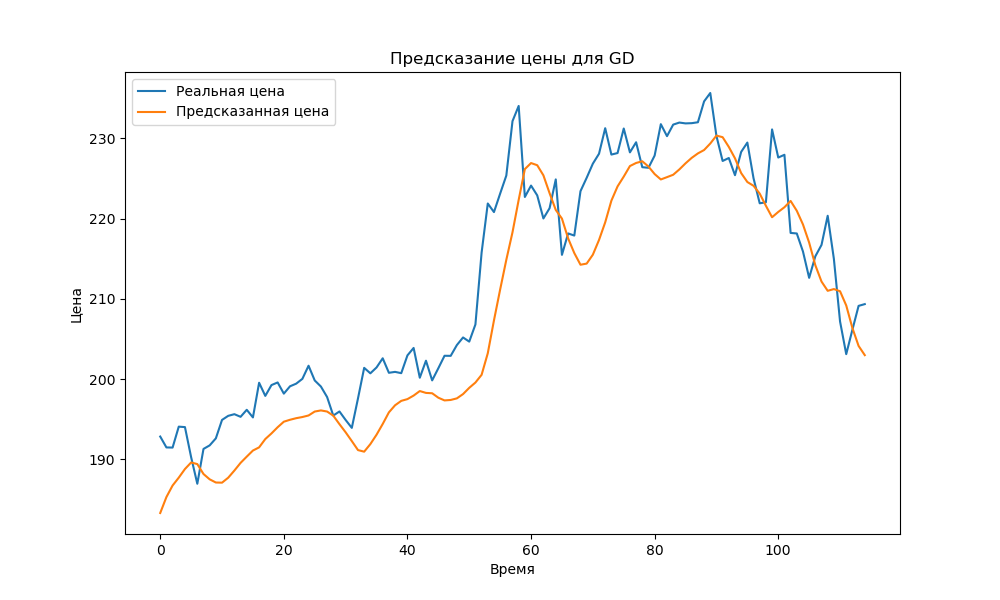 Предсказание цены для GD
Реальная цена
Предсказанная цена
Цена
230
220
210
200
190
0 20 40 60 80 100
Время